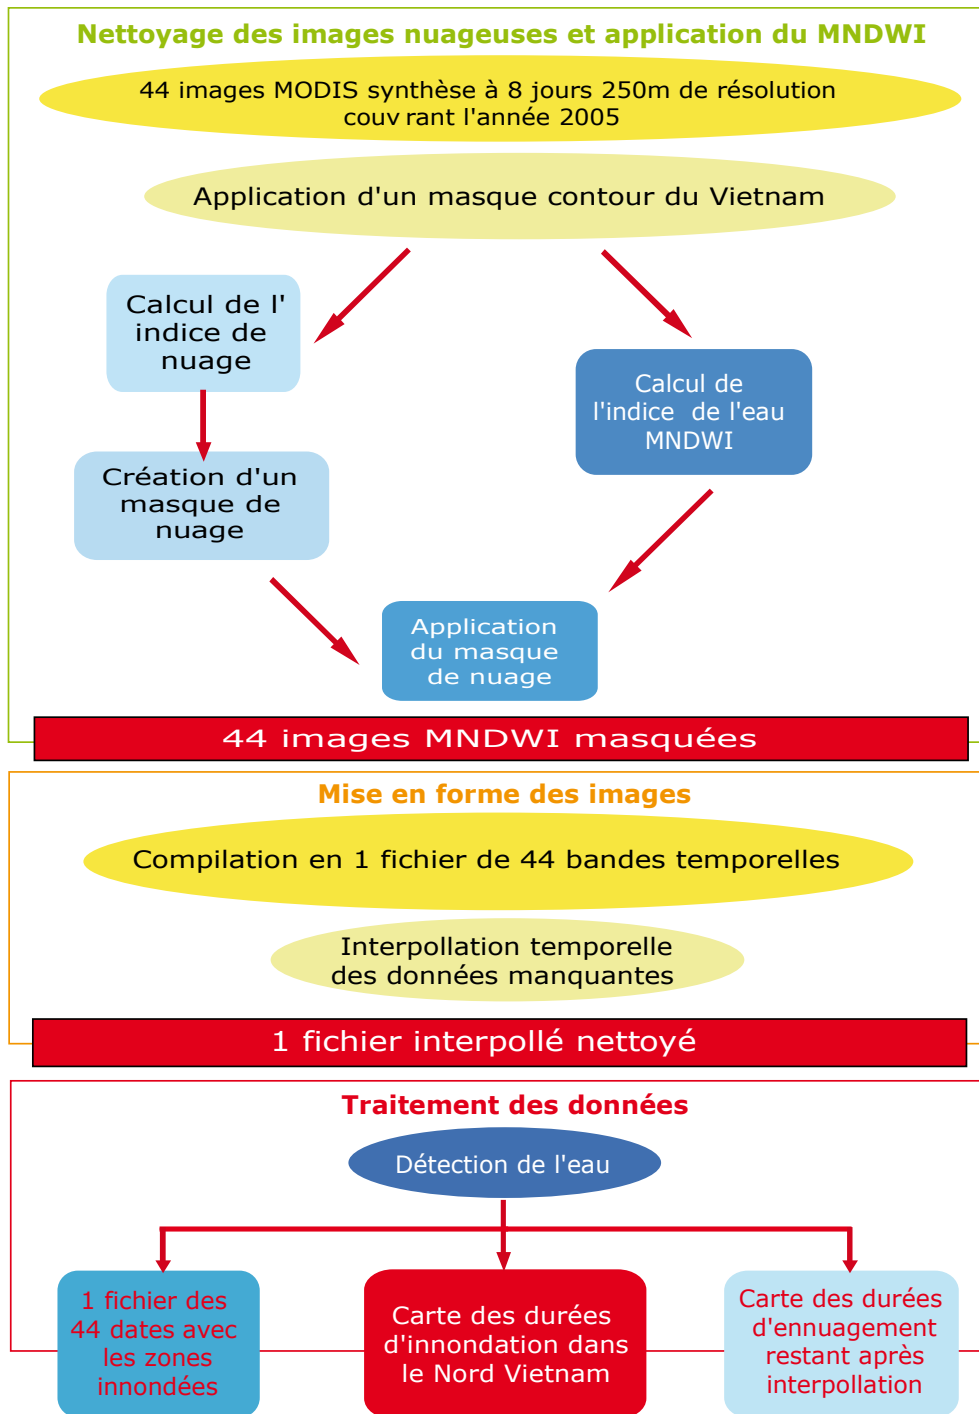 Nettoyage des images nuageuses et application du MNDWI
44 images MODIS synthèse à 8 jours 250m de résolution
couv rant l'année 2005
Application d'un masque contour du Vietnam
Calcul de l'
indice de
nuage
Calcul de
l'indice de l'eau
MNDWI
Création d'un
masque de
nuage
Application
du masque
de nuage
44 images MNDWI masquées
Mise en forme des images
Compilation en 1 fichier de 44 bandes temporelles
Interpollation temporelle
des données manquantes
1 fichier interpollé nettoyé
Traitement des données
Détection de l'eau
1 fichier des
44 dates avec
les zones
innondées
Carte des durées
d'innondation dans
le Nord Vietnam
Carte des durées
d'ennuagement
restant après
interpollation